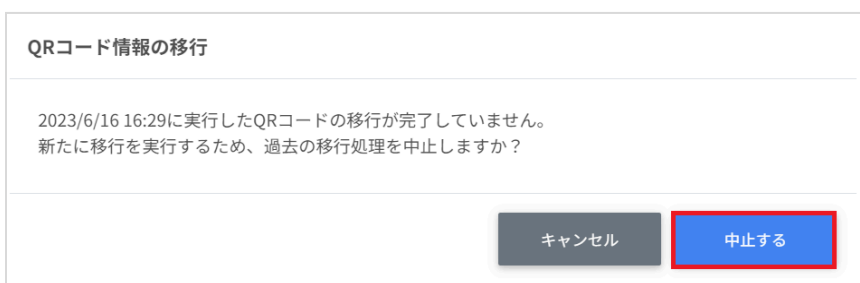 QRコード情報の移行
2023/6/16 16:29に実行したQRコードの移行が完了していません。
新たに移行を実行するため、過去の移行処理を中止しますか？
キャンセル
中止する